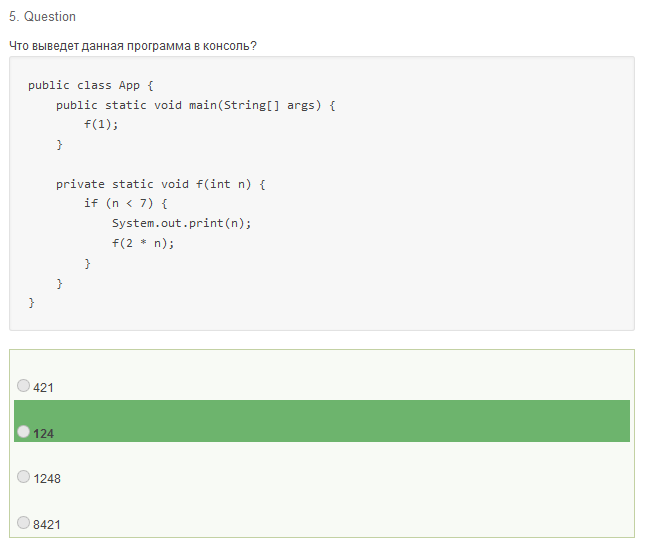 5. Question
Что выведет данная программа в консоль?
public class App {
    public static void main(String[] args) {
        f(1);
    }

    private static void f(int n) {
        if (n < 7) {
            System.out.print(n);
            f(2 * n);
        }
    }
}
421
124
1248
8421